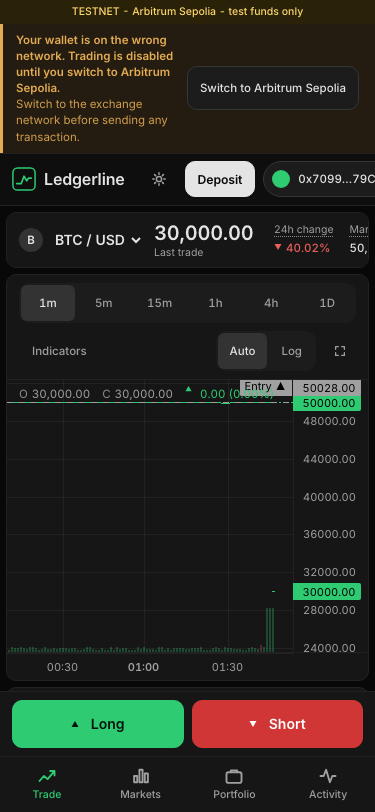 TESTNET - Arbitrum Sepolia - test funds only
Your wallet is on the wrong
network. Trading is disabled
until you switch to Arbitrum
Sepolia.
Switch to the exchange
network before sending any
transaction.
Switch to Arbitrum Sepolia
Ledgerline
Deposit
0x7099...79C
B
BTC / USD
30,000.00
Last trade
24h change
40.02%
Mar
50,
1m
5m
15m
1h
4h
1D
Indicators
Auto
Log
O 30,000.00 C 30,000.00 ▲ 0.00
Entry ▲
50028.00
50000.00
48000.00
44000.00
40000.00
36000.00
32000.00
30000.00
28000.00
24000.00
00:30
01:00
01:30
▲ Long
▼ Short
Trade
Markets
Portfolio
Activity